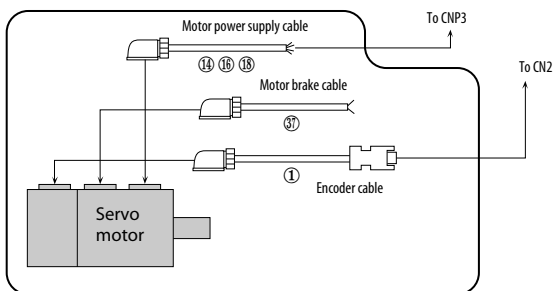 Motor power supply cable
To CNP3
⑭ ⑯ ⑱
To CN2
Motor brake cable
㊲
①
Encoder cable
Servo
motor